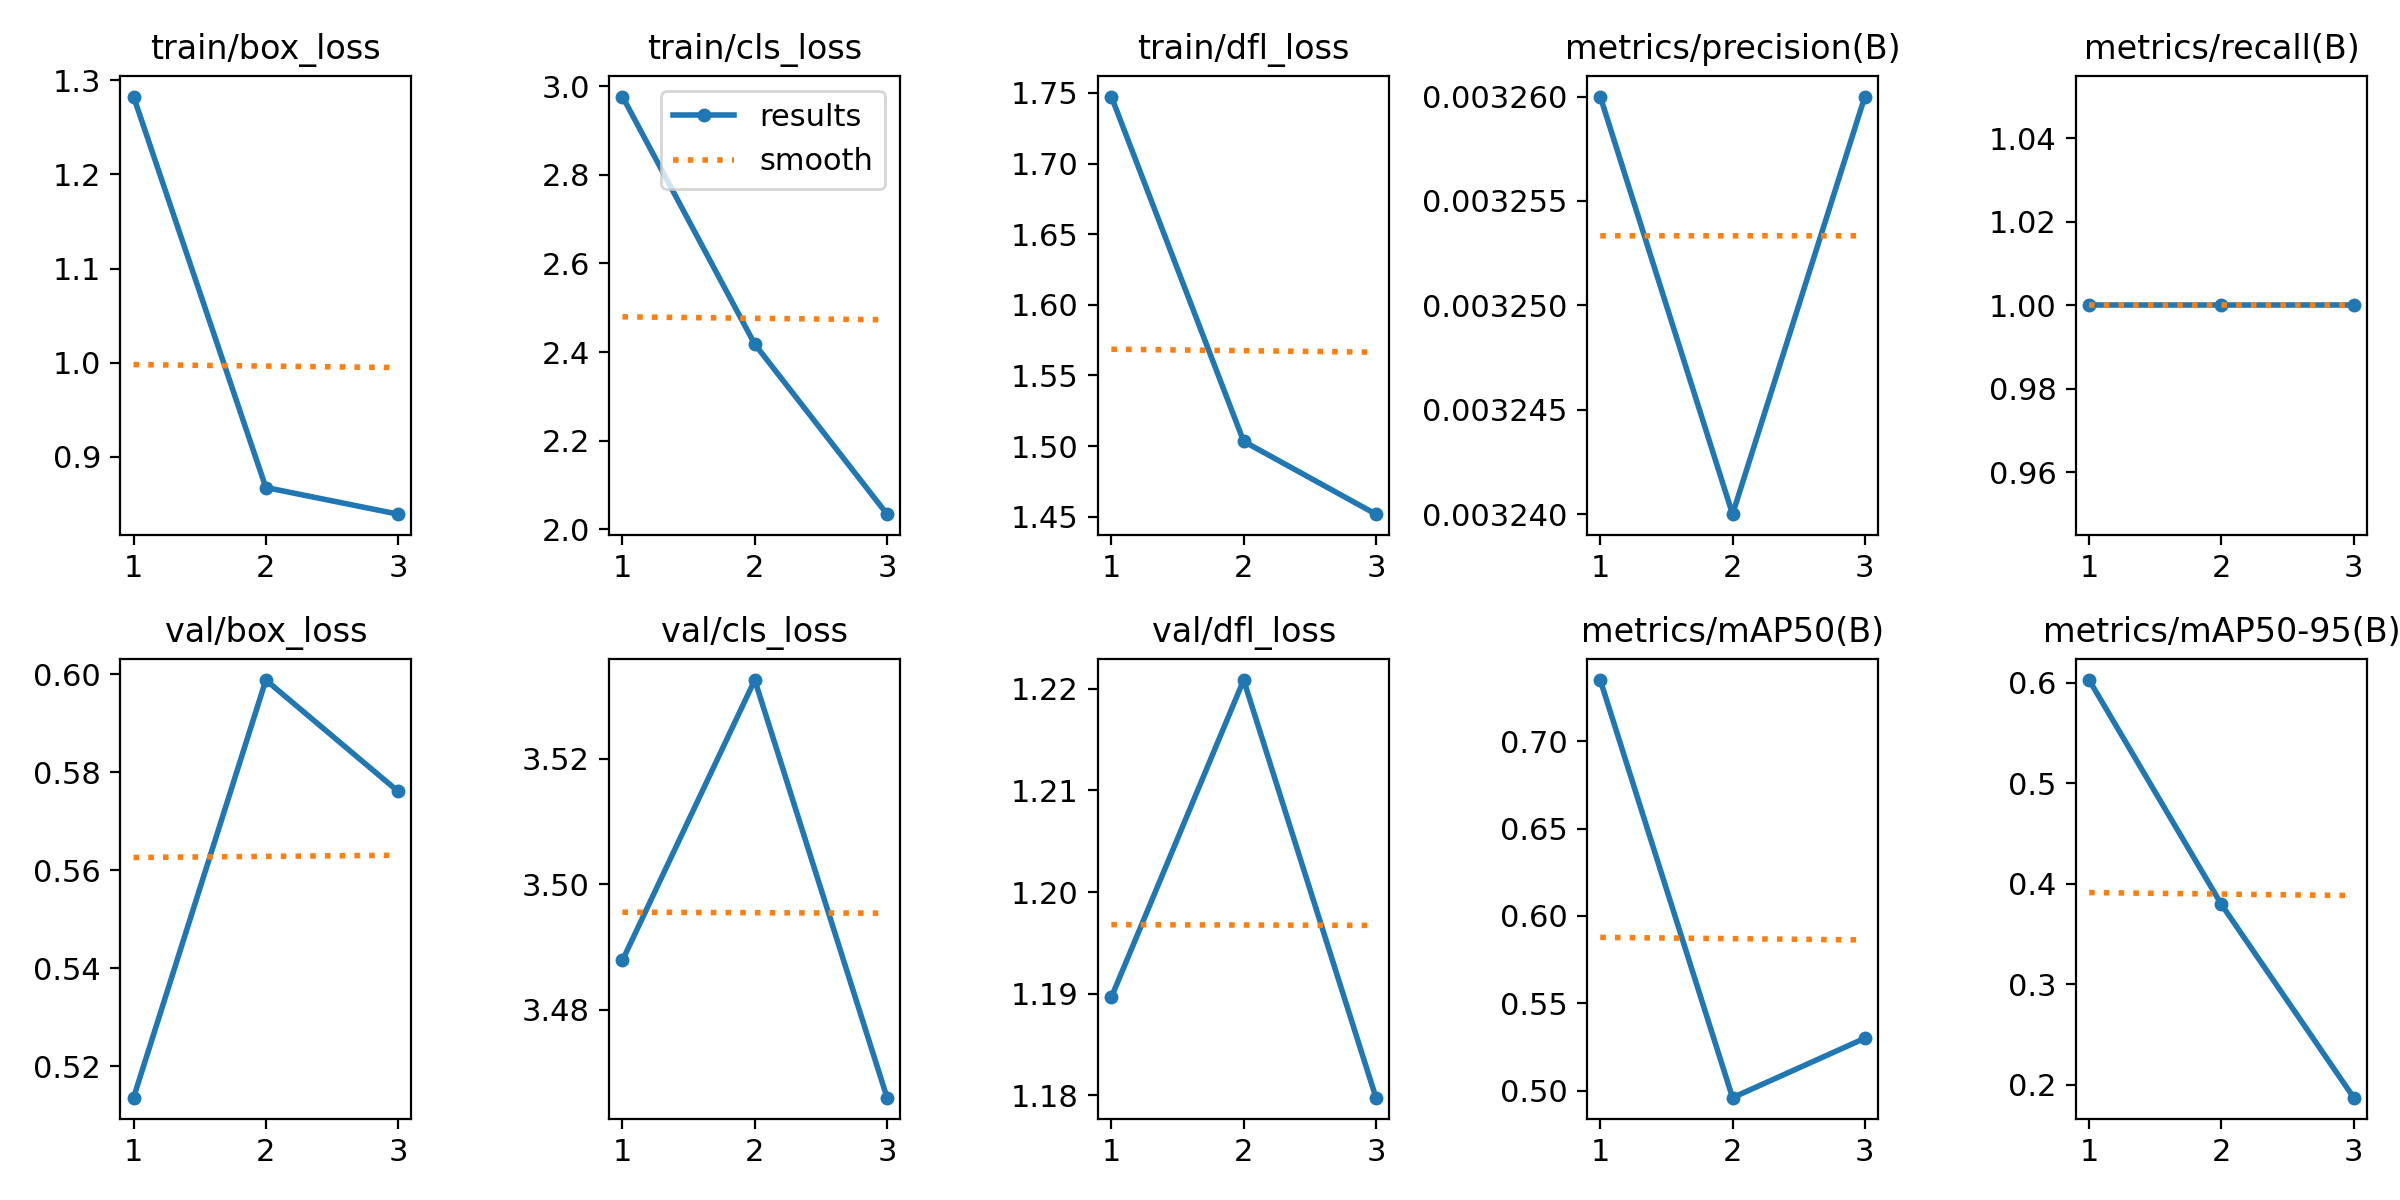 train/box_loss
1.3
1.2
1.1
1.0
0.9
1 2 3
train/cls_loss
3.0
2.8
2.6
2.4
2.2
2.0
results
smooth
1 2 3
train/dfl_loss
1.75
1.70
1.65
1.60
1.55
1.50
1.45
1 2 3
metrics/precision(B)
0.003260
0.003255
0.003250
0.003245
0.003240
1 2 3
metrics/recall(B)
1.04
1.02
1.00
0.98
0.96
1 2 3
val/box_loss
0.60
0.58
0.56
0.54
0.52
1 2 3
val/cls_loss
3.52
3.50
3.48
1 2 3
val/dfl_loss
1.22
1.21
1.20
1.19
1.18
1 2 3
metrics/mAP50(B)
0.70
0.65
0.60
0.55
0.50
1 2 3
metrics/mAP50-95(B)
0.6
0.5
0.4
0.3
0.2
1 2 3